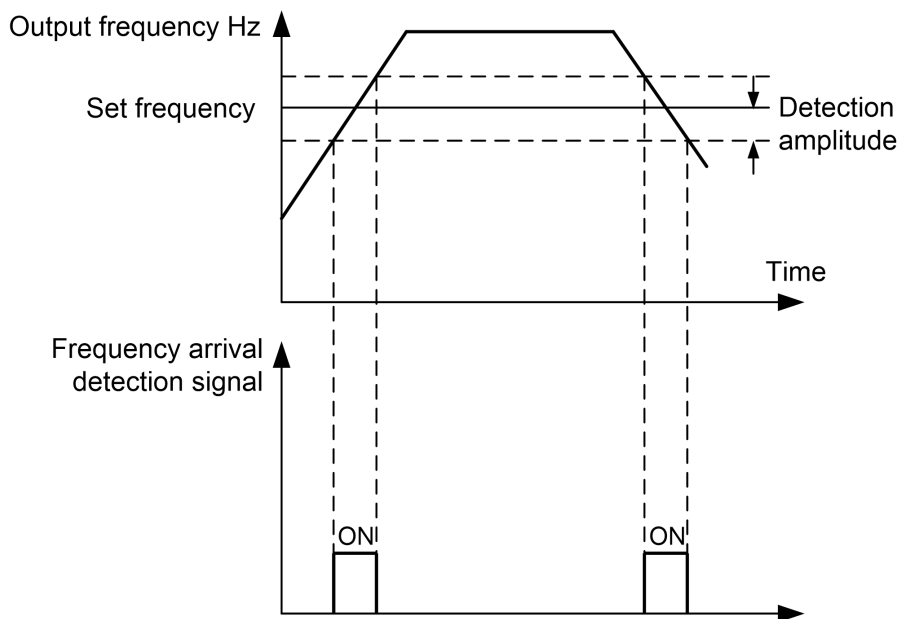 Output frequency Hz
Set frequency
Detection
amplitude
Time
Frequency arrival
detection signal
ON
ON